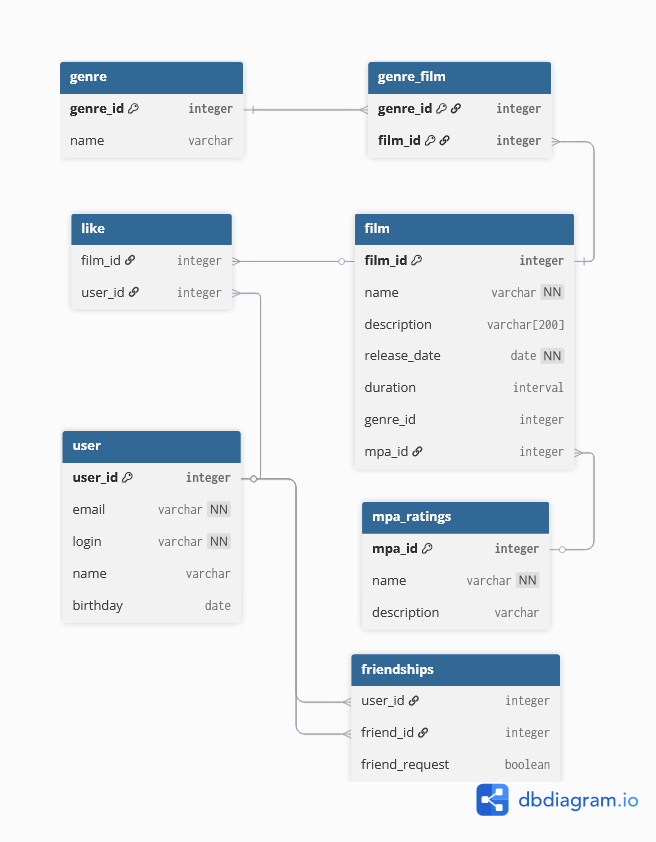 genre
genre_id integer
name varchar
genre_film
genre_id integer
film_id integer
like
film_id integer
user_id integer
film
film_id integer
name varchar NN
description varchar[200]
release_date date NN
duration interval
genre_id integer
mpa_id integer
user
user_id integer
email varchar NN
login varchar NN
name varchar
birthday date
mpa_ratings
mpa_id integer
name varchar NN
description varchar
friendships
user_id integer
friend_id integer
friend_request boolean
dbdiagram.io